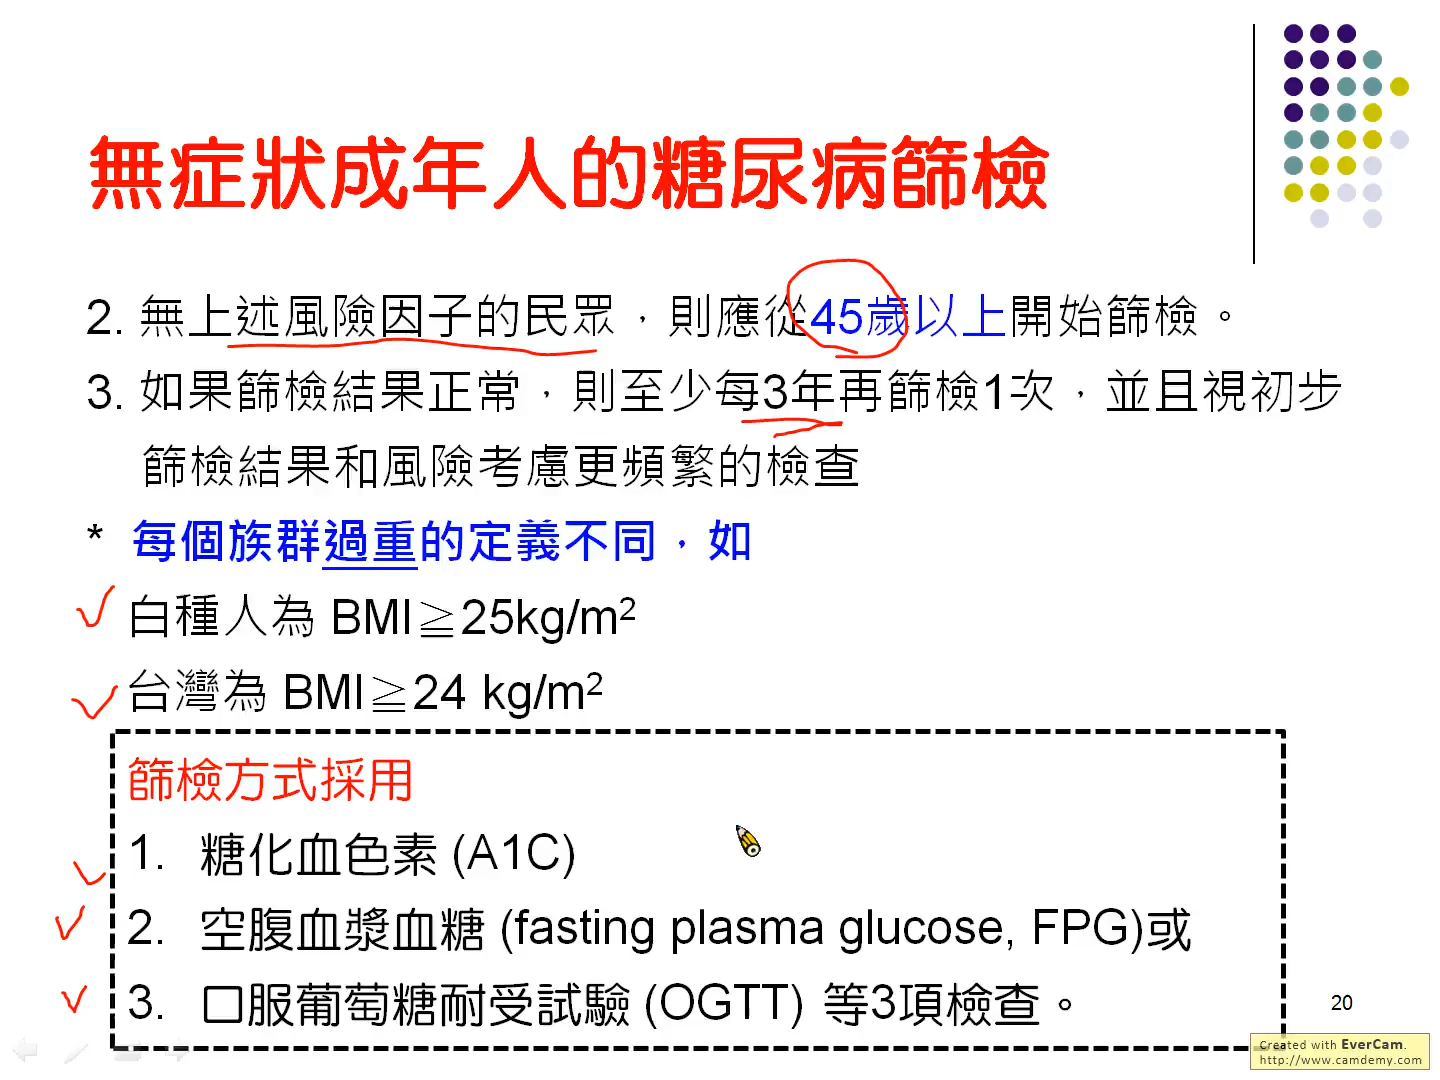 無症狀成年人的糖尿病篩檢
2. 無上述風險因子的民眾，則應從45歲以上開始篩檢。
3. 如果篩檢結果正常，則至少每3年再篩檢1次，並且視初步
篩檢結果和風險考慮更頻繁的檢查
* 每個族群過重的定義不同，如
白種人為 BMI≧25kg/m²
台灣為 BMI≧24 kg/m²
篩檢方式採用
1. 糖化血色素 (A1C)
2. 空腹血漿血糖 (fasting plasma glucose, FPG)或
3. 口服葡萄糖耐受試驗 (OGTT) 等3項檢查。
20
Created with EverCam.
http://www.camdemy.com